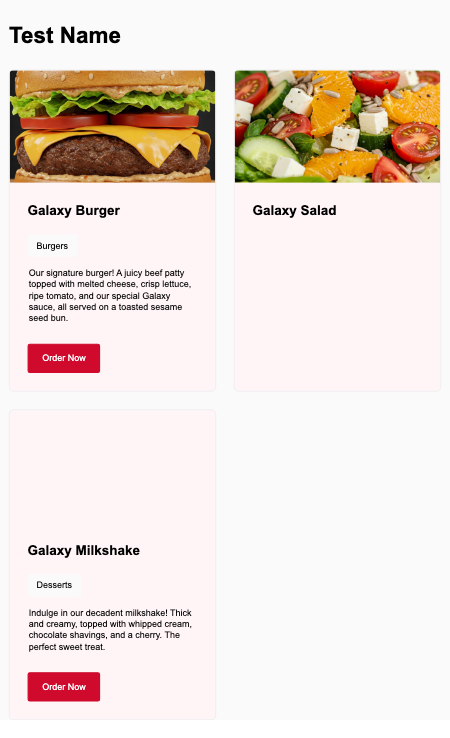 Test Name
Galaxy Burger
Burgers
Our signature burger! A juicy beef patty
topped with melted cheese, crisp lettuce,
ripe tomato, and our special Galaxy
sauce, all served on a toasted sesame
seed bun.
Order Now
Galaxy Salad
Galaxy Milkshake
Desserts
Indulge in our decadent milkshake! Thick
and creamy, topped with whipped cream,
chocolate shavings, and a cherry. The
perfect sweet treat.
Order Now